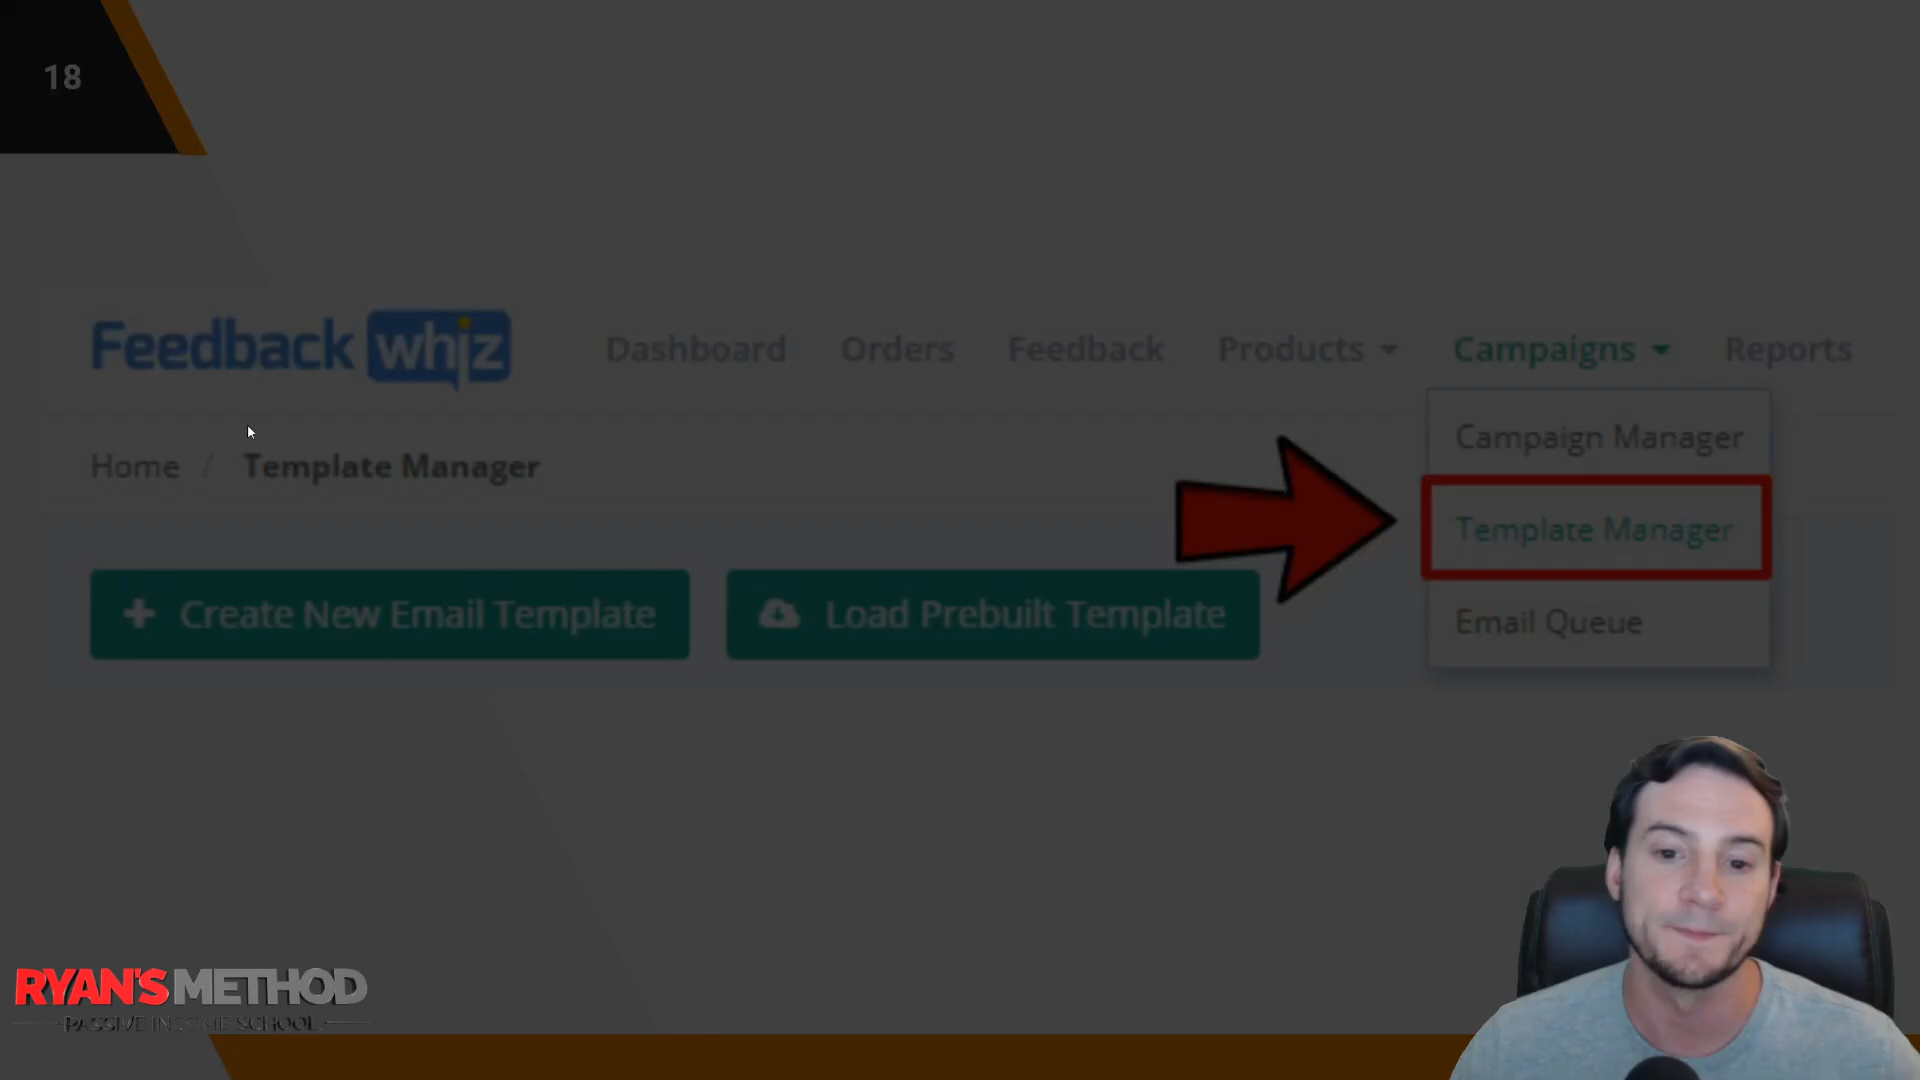 18
Feedback whiz
Dashboard Orders Feedback Products Campaigns Reports
Campaign Manager
Home / Template Manager
Template Manager
+ Create New Email Template
Load Prebuilt Template
Email Queue
RYAN'S METHOD
PASSIVE INCOME SCHOOL